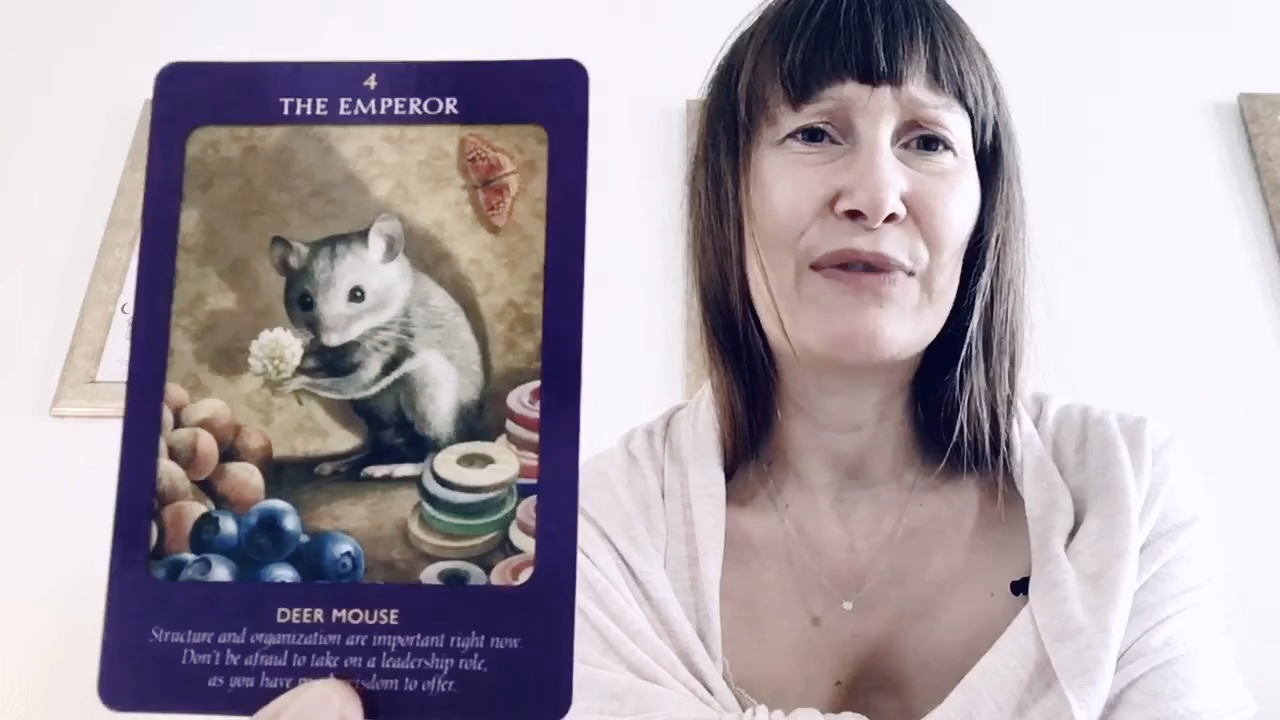 4
THE EMPEROR
DEER MOUSE
Structure and organization are important right now.
Don't be afraid to take on a leadership role,
as you have to offer.